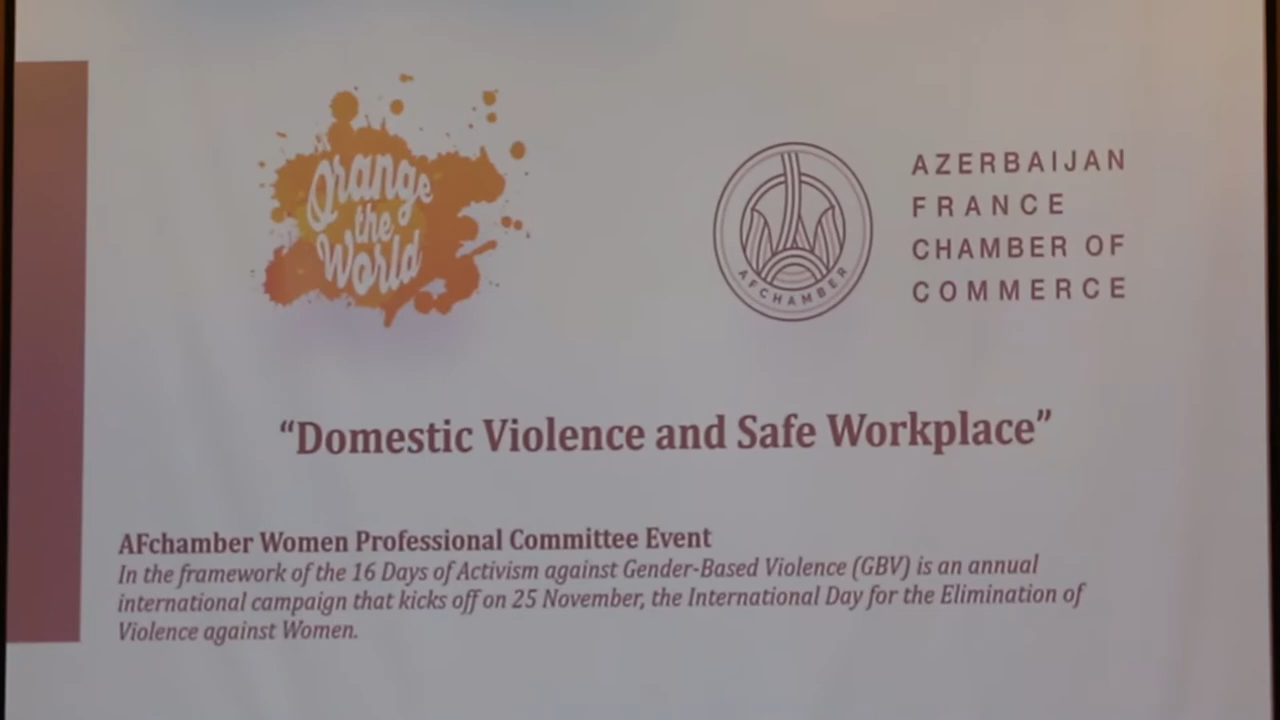 Orange
the
World
AFCHAMBER
AZERBAIJAN
FRANCE
CHAMBER OF
COMMERCE
“Domestic Violence and Safe Workplace”
AFchamber Women Professional Committee Event
In the framework of the 16 Days of Activism against Gender-Based Violence (GBV) is an annual
international campaign that kicks off on 25 November, the International Day for the Elimination of
Violence against Women.